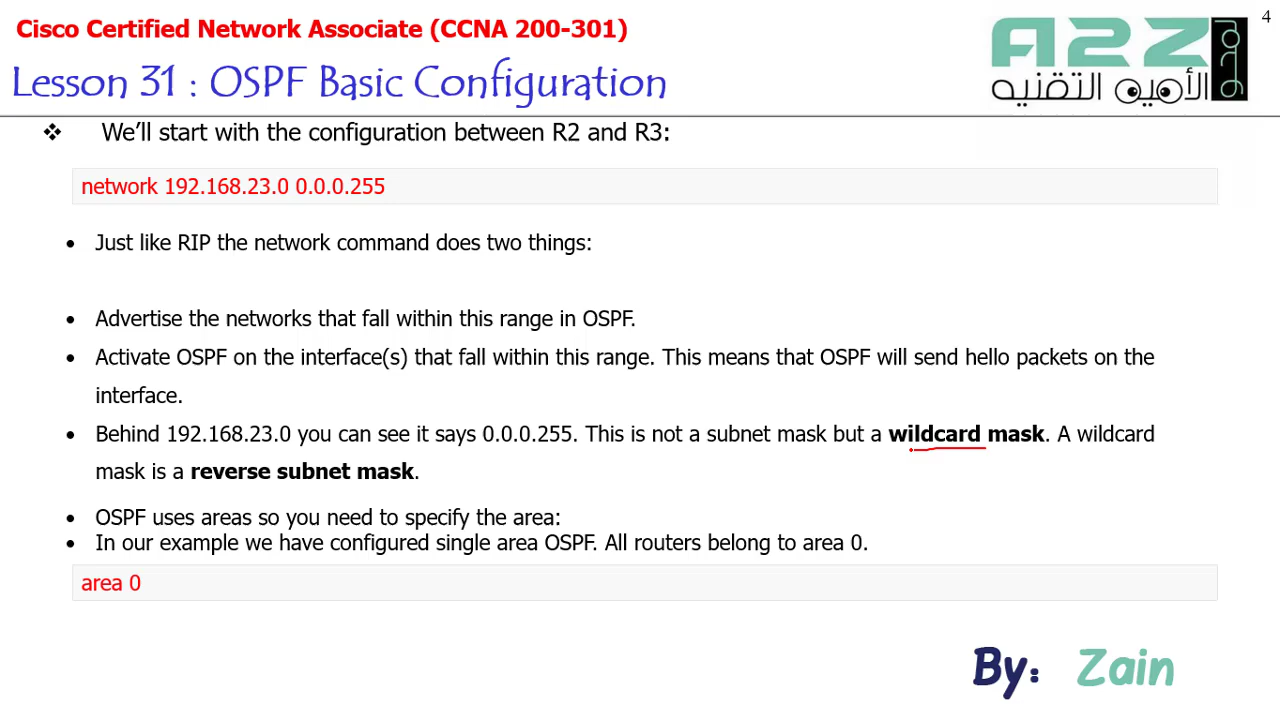 Cisco Certified Network Associate (CCNA 200-301)
4
A2Z
محور
الأمين التقنيه
Lesson 31 : OSPF Basic Configuration
❖ We’ll start with the configuration between R2 and R3:
network 192.168.23.0 0.0.0.255
• Just like RIP the network command does two things:
• Advertise the networks that fall within this range in OSPF.
• Activate OSPF on the interface(s) that fall within this range. This means that OSPF will send hello packets on the
interface.
• Behind 192.168.23.0 you can see it says 0.0.0.255. This is not a subnet mask but a wildcard mask. A wildcard
mask is a reverse subnet mask.
• OSPF uses areas so you need to specify the area:
• In our example we have configured single area OSPF. All routers belong to area 0.
area 0
By: Zain